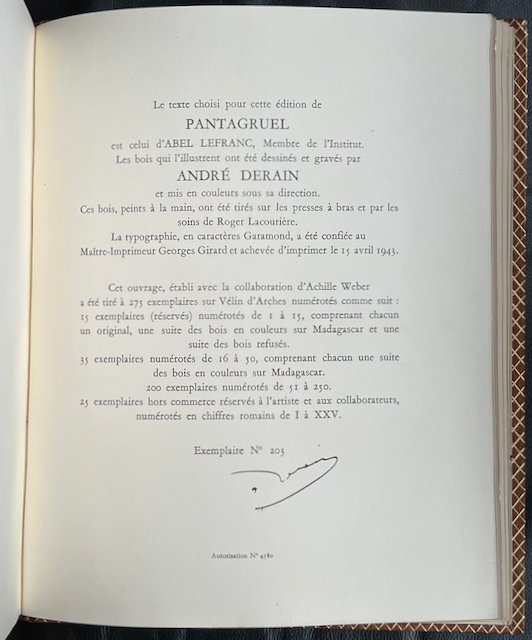 Le texte choisi pour cette édition de
PANTAGRUEL
est celui d'ABEL LEFRANC, Membre de l'Institut.
Les bois qui l'illustrent ont été dessinés et gravés par
ANDRÉ DERAIN
et mis en couleurs sous sa direction.
Ces bois, peints à la main, ont été tirés sur les presses à bras et par les
soins de Roger Lacourière.
La typographie, en caractères Garamond, a été confiée au
Maître-Imprimeur Georges Girard et achevée d'imprimer le 15 avril 1943.
Cet ouvrage, établi avec la collaboration d'Achille Weber
a été tiré à 275 exemplaires sur Vélin d'Arches numérotés comme suit :
15 exemplaires (réservés) numérotés de 1 à 15, comprenant chacun
un original, une suite des bois en couleurs sur Madagascar et une
suite des bois refusés.
35 exemplaires numérotés de 16 à 50, comprenant chacun une suite
des bois en couleurs sur Madagascar.
200 exemplaires numérotés de 51 à 250.
25 exemplaires hors commerce réservés à l'artiste et aux collaborateurs,
numérotés en chiffres romains de I à XXV.
Exemplaire N° 203
Autorisation N° 4580